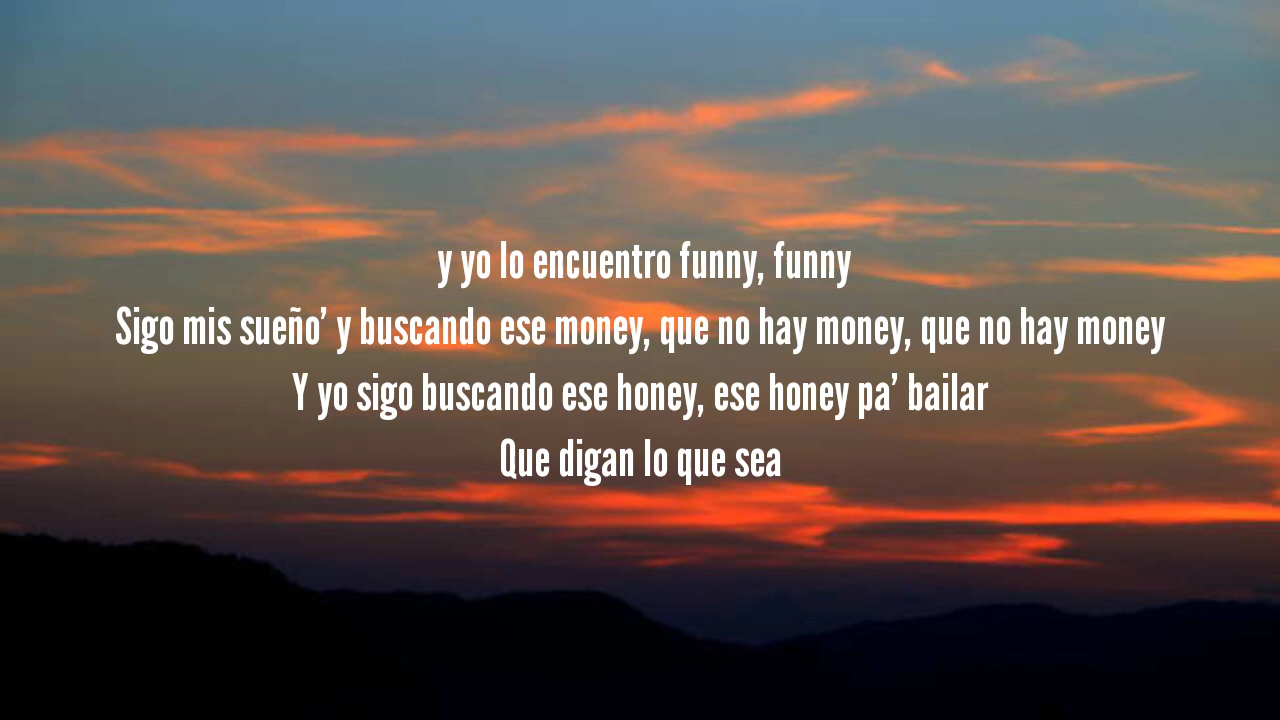 y yo lo encuentro funny, funny
Sigo mis sueño’ y buscando ese money, que no hay money, que no hay money
Y yo sigo buscando ese honey, ese honey pa’ bailar
Que digan lo que sea